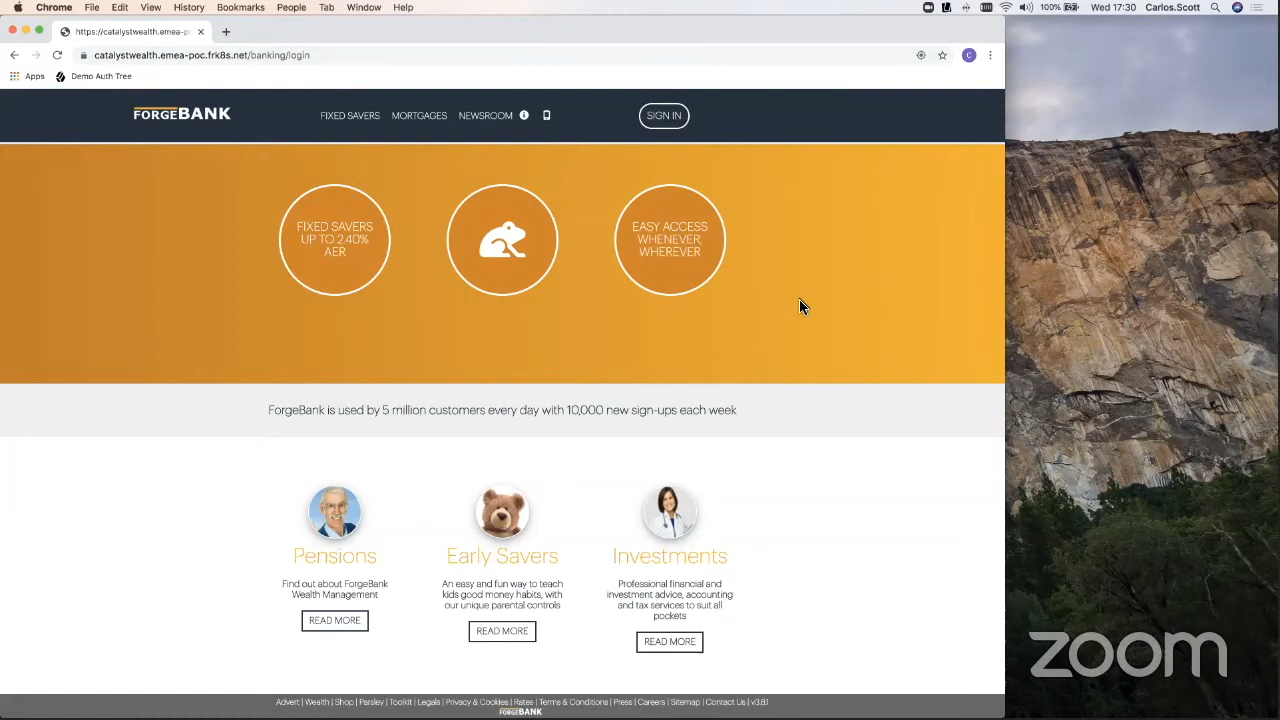 Chrome File Edit View History Bookmarks People Tab Window Help 100% Wed 17:30 Carlos.Scott
https://catalystwealth.emea-p
catalystwealth.emea-poc.frk8s.net/banking/login
C
Apps Demo Auth Tree
FORGEBANK FIXED SAVERS MORTGAGES NEWSROOM SIGN IN
FIXED SAVERS
UP TO 2.40%
AER
EASY ACCESS
WHENEVER,
WHEREVER
ForgeBank is used by 5 million customers every day with 10,000 new sign-ups each week
Pensions
Find out about ForgeBank
Wealth Management
READ MORE
Early Savers
An easy and fun way to teach
kids good money habits, with
our unique parental controls
READ MORE
Investments
Professional financial and
investment advice, accounting
and tax services to suit all
pockets
READ MORE
Advert | Wealth | Shop | Parsley | Toolkit | Legals | Privacy & Cookies | Rates | Terms & Conditions | Press | Careers | Sitemap | Contact Us | v3.8.1
FORGEBANK
zoom